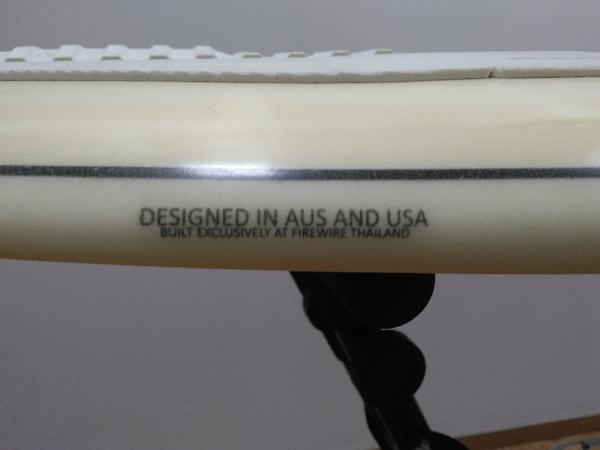 DESIGNED IN AUS AND USA
BUILT EXCLUSIVELY AT FIREWIRE THAILAND